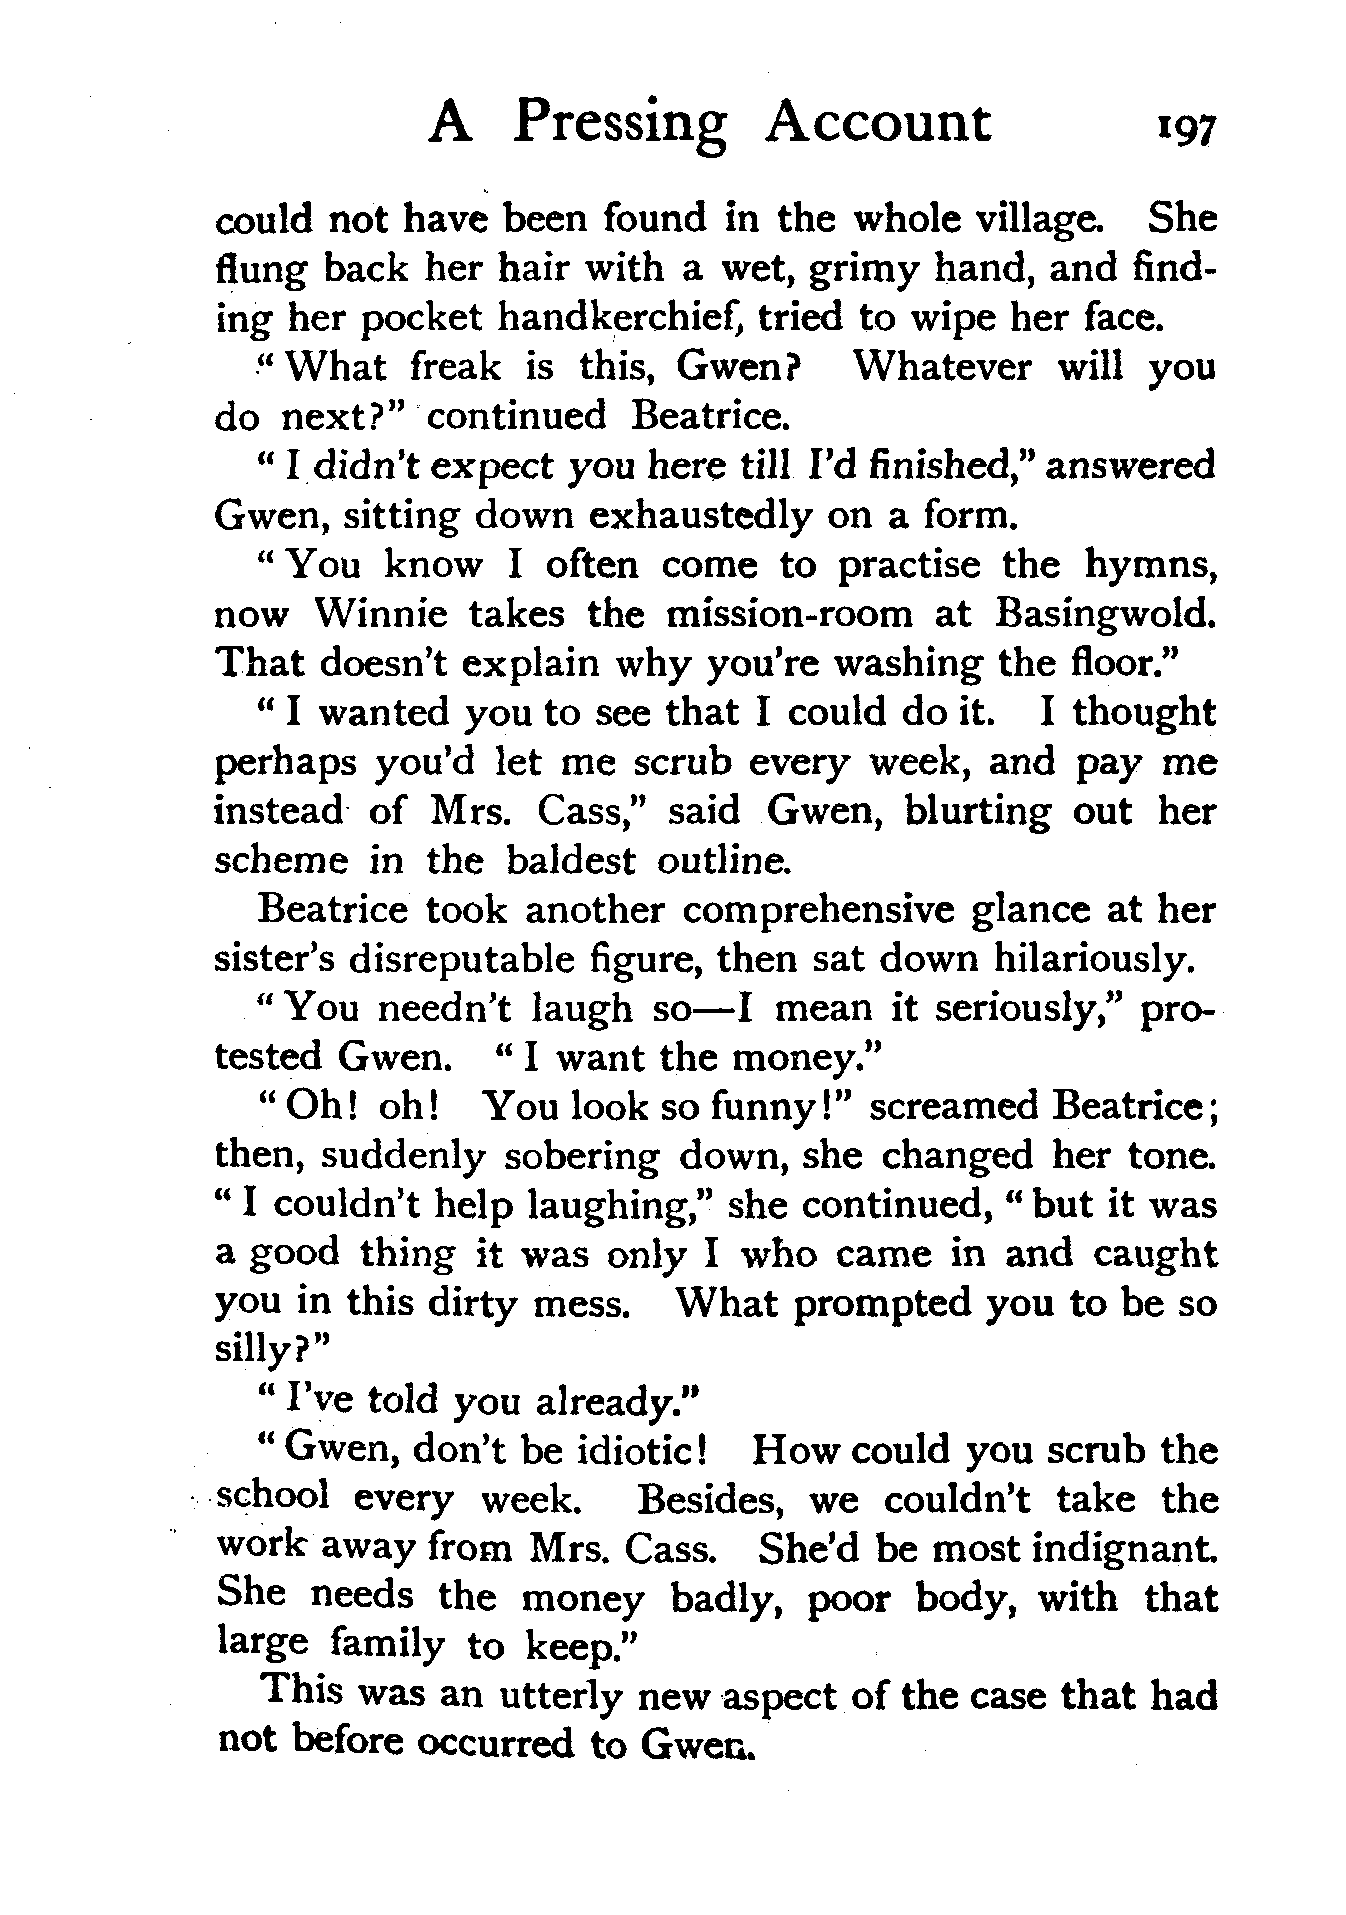 A Pressing Account 197
could not have been found in the whole village. She
flung back her hair with a wet, grimy hand, and find-
ing her pocket handkerchief, tried to wipe her face.
“What freak is this, Gwen? Whatever will you
do next?” continued Beatrice.
“I didn't expect you here till I'd finished,” answered
Gwen, sitting down exhaustedly on a form.
“You know I often come to practise the hymns,
now Winnie takes the mission-room at Basingwold.
That doesn't explain why you're washing the floor.”
“I wanted you to see that I could do it. I thought
perhaps you'd let me scrub every week, and pay me
instead of Mrs. Cass,” said Gwen, blurting out her
scheme in the baldest outline.
Beatrice took another comprehensive glance at her
sister's disreputable figure, then sat down hilariously.
“You needn't laugh so—I mean it seriously,” pro-
tested Gwen. “I want the money.”
“Oh! oh! You look so funny!” screamed Beatrice;
then, suddenly sobering down, she changed her tone.
“I couldn't help laughing,” she continued, “but it was
a good thing it was only I who came in and caught
you in this dirty mess. What prompted you to be so
silly?”
“I've told you already.”
“Gwen, don't be idiotic! How could you scrub the
school every week. Besides, we couldn't take the
work away from Mrs. Cass. She'd be most indignant.
She needs the money badly, poor body, with that
large family to keep.”
This was an utterly new aspect of the case that had
not before occurred to Gwen.